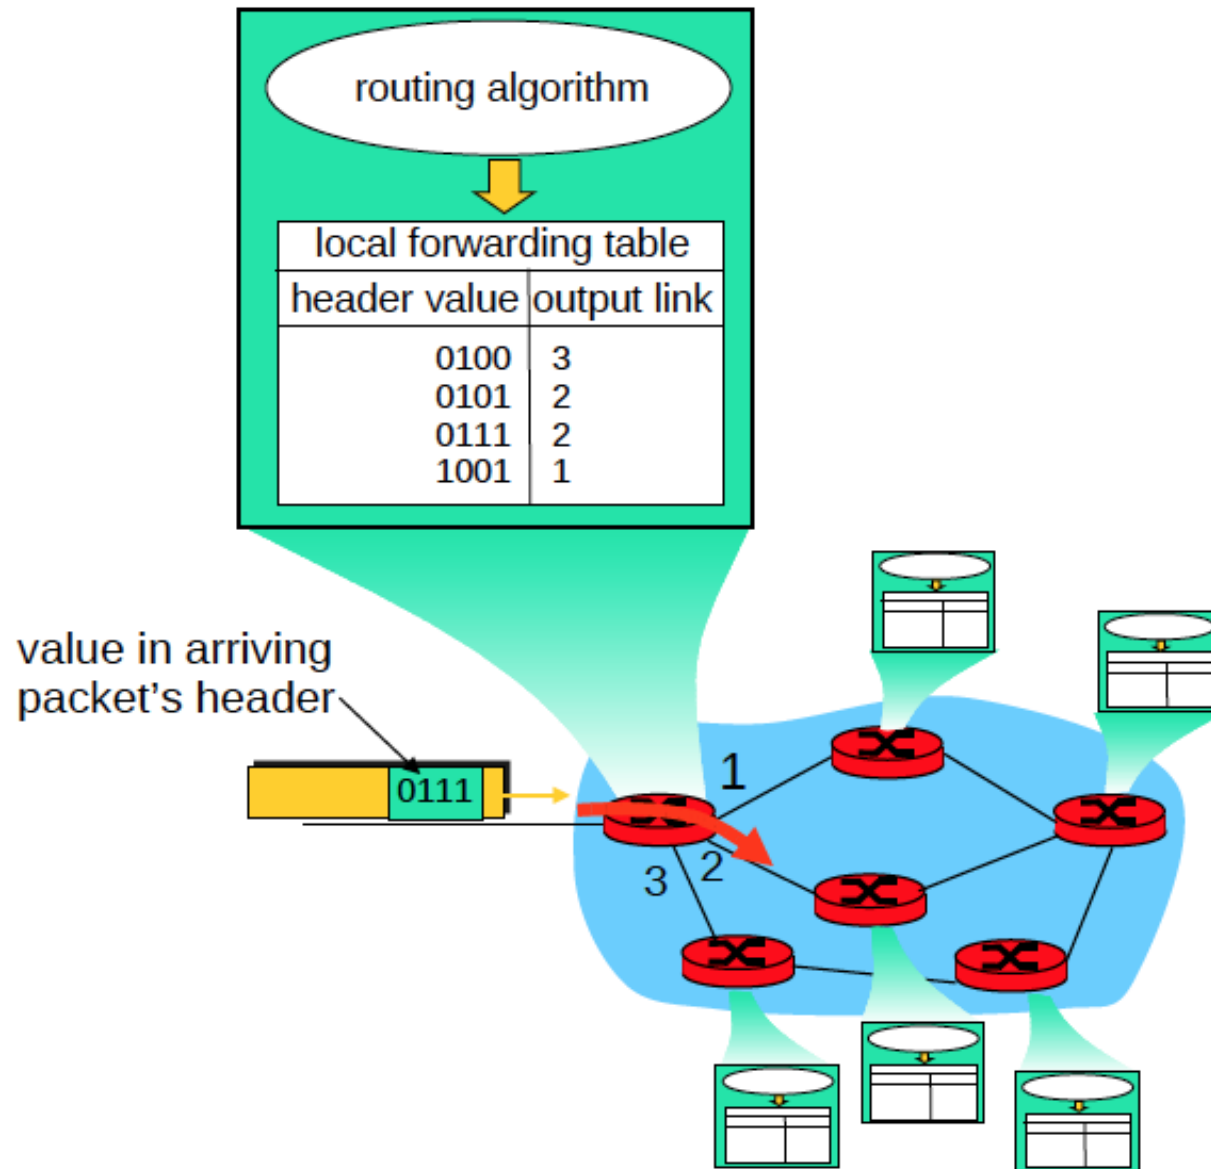 routing algorithm
local forwarding table
header value output link
0100 3
0101 2
0111 2
1001 1
value in arriving
packet’s header
0111
1
2
3